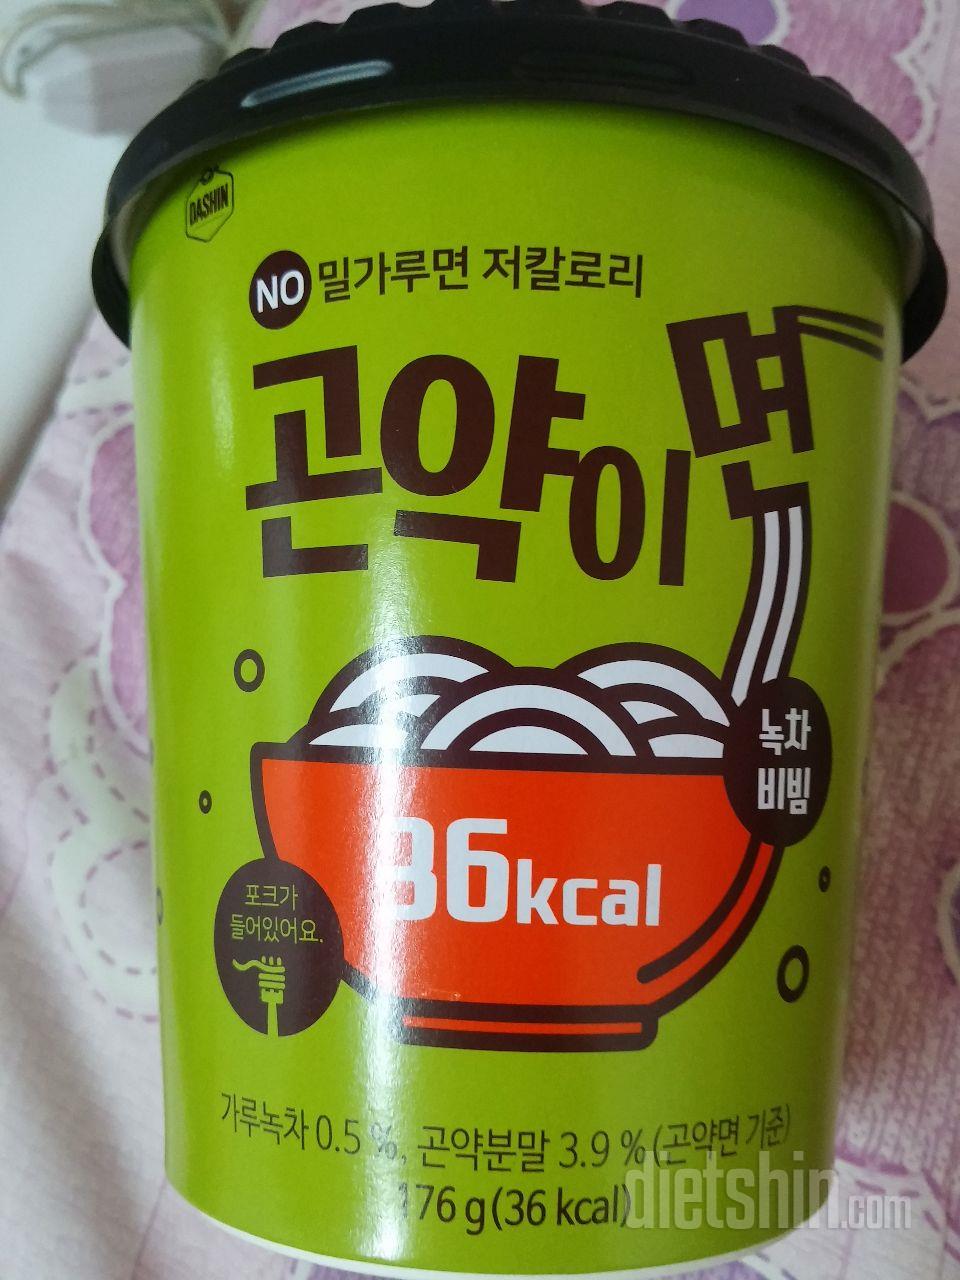 DASHIN
NO 밀가루면 저칼로리
곤약이면
녹차
비빔
36kcal
포크가
들어있어요.
가루녹차 0.5 %, 곤약분말 3.9 % (곤약면 기준)
176 g (36 kcal)
dietshin.com